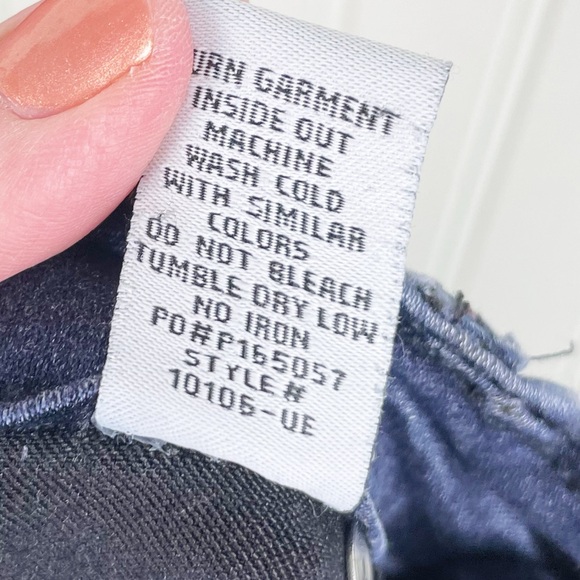 URN GARMENT
INSIDE OUT
MACHINE
WASH COLD
WITH SIMILAR
COLORS
DO NOT BLEACH
TUMBLE DRY LOW
NO IRON
PO#P165057
STYLE#
10106-UE